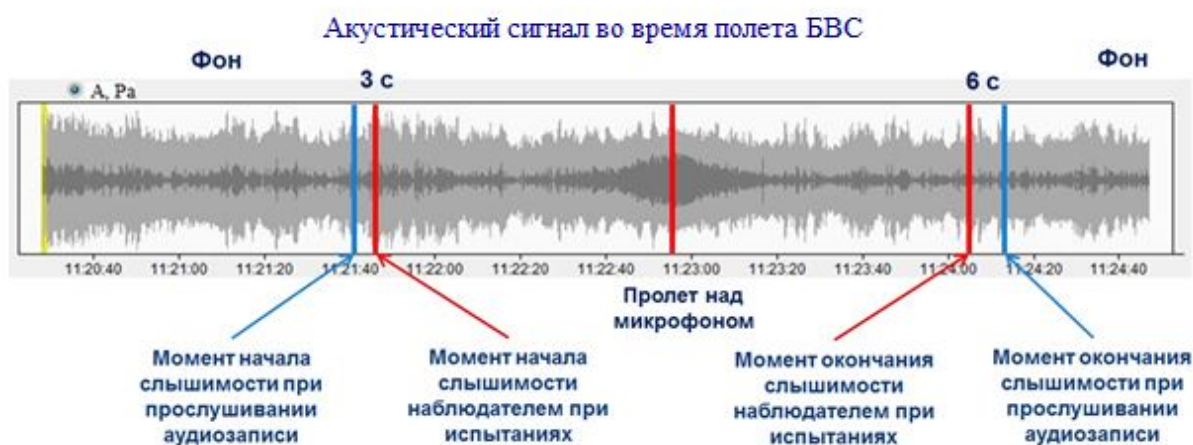 Акустический сигнал во время полета БВС
Фон
3 с
6 с
Фон
А, Ра
11:20:40 11:21:00 11:21:20 11:21:40 11:22:00 11:22:20 11:22:40 11:23:00 11:23:20 11:23:40 11:24:00 11:24:20 11:24:40
Пролет над
микрофоном
Момент начала
слышимости при
прослушивании
аудиозаписи
Момент начала
слышимости
наблюдателем при
испытаниях
Момент окончания
слышимости
наблюдателем при
испытаниях
Момент окончания
слышимости при
прослушивании
аудиозаписи